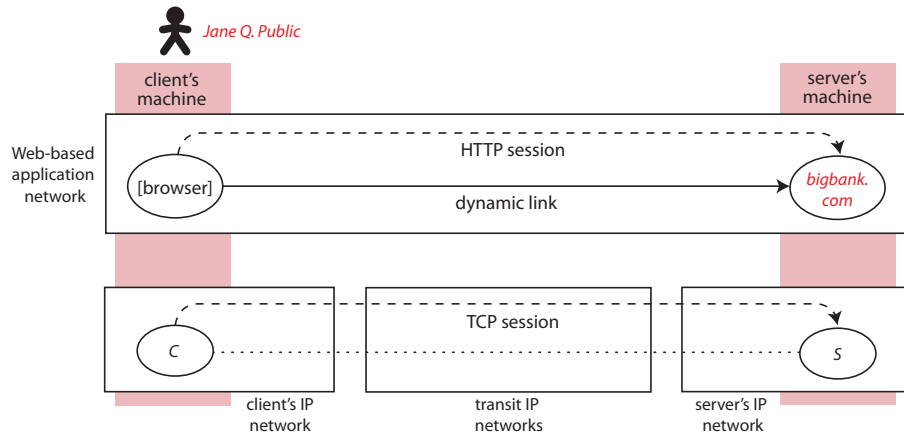 Jane Q. Public
client's
machine
server's
machine
Web-based
application
network
HTTP session
[browser]
bigbank.
com
dynamic link
TCP session
C
S
client's IP
network
transit IP
networks
server's IP
network